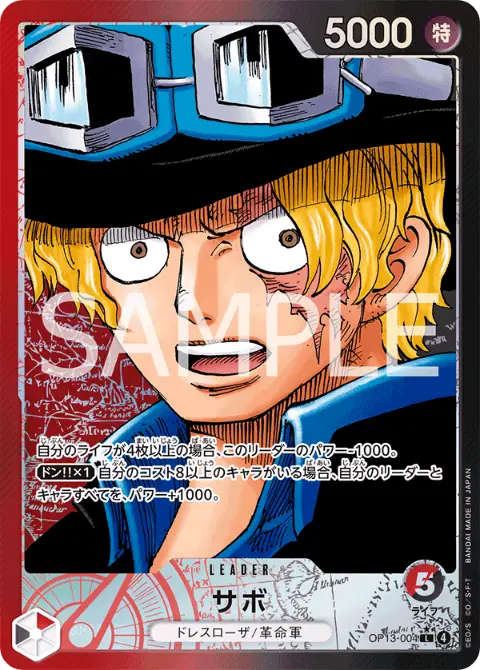 5000 特
SAMPLE
自分のライフが4枚以上の場合、このリーダーのパワー-1000。
ドン!!×1 自分のコスト8以上のキャラがいる場合、自分のリーダーと
キャラすべてを、パワー+1000。
LEADER
サボ
5
ライフ
ドレスローザ/革命軍
OP13-004 L 4
©E.O/S. ©O./S・F・T BANDAI MADE IN JAPAN